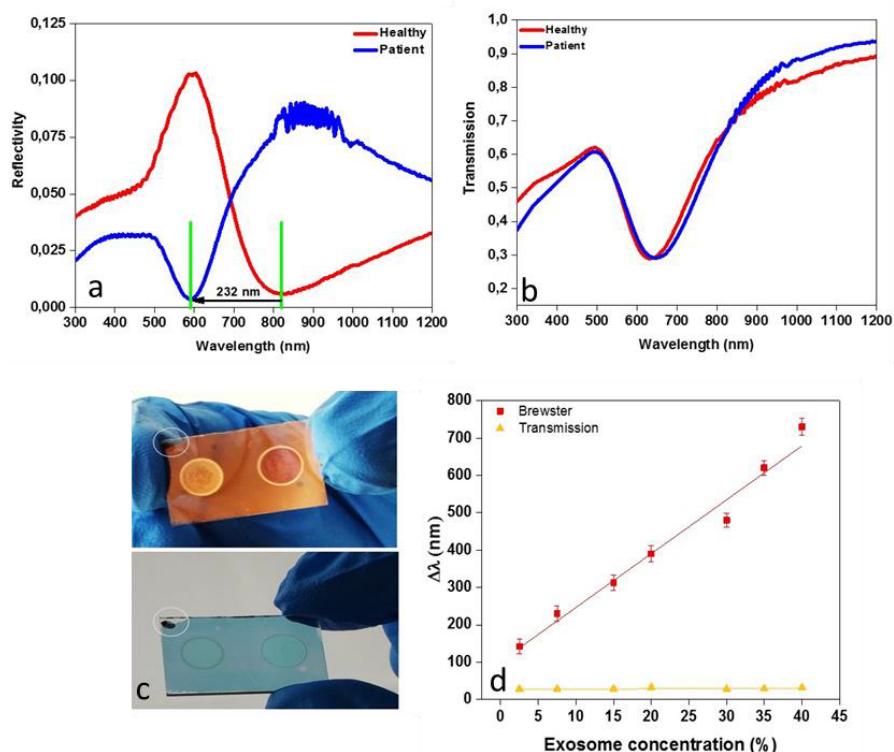 0,125
0,100
0,075
0,050
0,025
0,000
Reflectivity
Healthy
Patient
232 nm
a
300 400 500 600 700 800 900 1000 1100 1200
Wavelength (nm)
1,0
0,9
0,8
0,7
0,6
0,5
0,4
0,3
0,2
Transmission
Healthy
Patient
b
300 400 500 600 700 800 900 1000 1100 1200
Wavelength (nm)
c
800
700
600
500
400
300
200
100
0
Δλ (nm)
Brewster
Transmission
d
0 5 10 15 20 25 30 35 40 45
Exosome concentration (%)